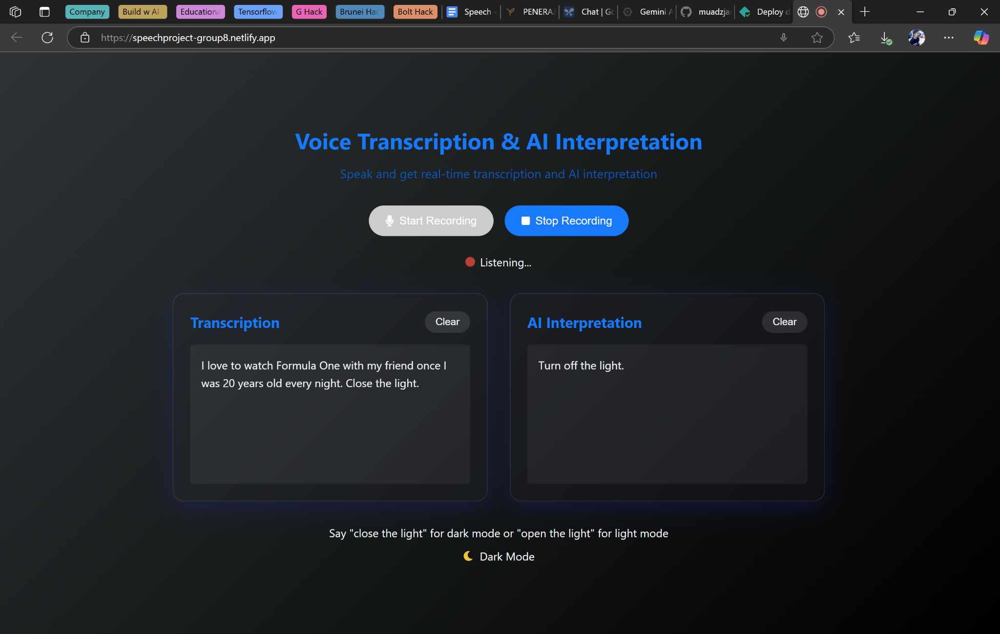 Company
Build w AI
Educationa
Tensorflow
G Hack
Brunei Hac
Bolt Hack
Speech -
PENERAJ
Chat | Go
Gemini A
muadzjar
Deploy d
https://speechproject-group8.netlify.app
Voice Transcription & AI Interpretation
Speak and get real-time transcription and AI interpretation
Start Recording
Stop Recording
Listening...
Transcription
Clear
I love to watch Formula One with my friend once I
was 20 years old every night. Close the light.
AI Interpretation
Clear
Turn off the light.
Say "close the light" for dark mode or "open the light" for light mode
Dark Mode